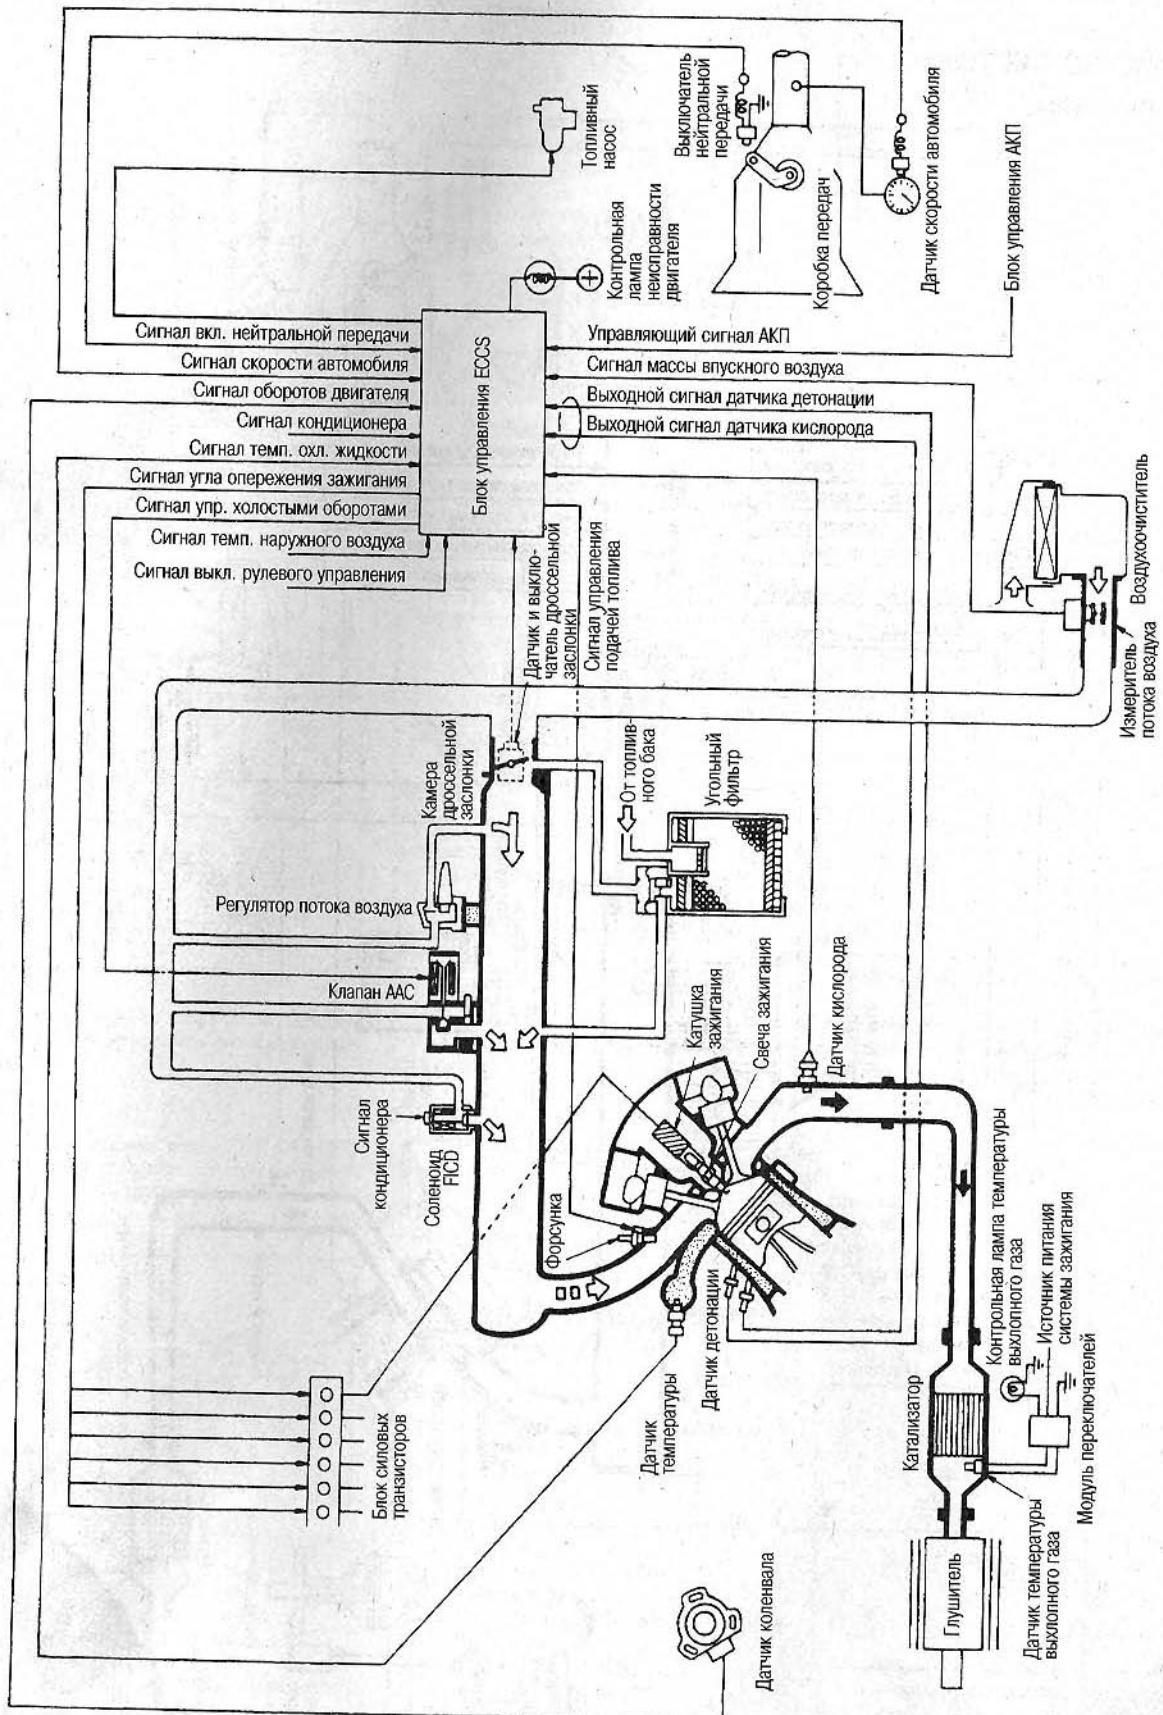 Топливный
насос
Выключатель
нейтральной
передачи
Коробка передач
Датчик скорости автомобиля
Блок управления АКП
Контрольная
лампа
неисправности
двигателя
Сигнал вкл. нейтральной передачи
Сигнал скорости автомобиля
Сигнал оборотов двигателя
Сигнал кондиционера
Сигнал темп. охл. жидкости
Сигнал угла опережения зажигания
Сигнал упр. холостыми оборотами
Сигнал темп. наружного воздуха
Сигнал выкл. рулевого управления
Блок управления ECCS
Управляющий сигнал АКП
Сигнал массы впускного воздуха
Выходной сигнал датчика детонации
Выходной сигнал датчика кислорода
Датчик и выклю-
чатель дроссельной
заслонки
Сигнал управления
подачей топлива
Воздухоочиститель
Измеритель
потока воздуха
Камера
дроссельной
заслонки
От топлив-
ного бака
Угольный
фильтр
Регулятор потока воздуха
Клапан ААС
Сигнал
кондиционера
Соленоид
FICD
Катушка
зажигания
Свеча зажигания
Датчик кислорода
Форсунка
Датчик
температуры
Датчик детонации
Блок силовых
транзисторов
Катализатор
Контрольная лампа температуры
выхлопного газа
Источник питания
системы зажигания
Модуль переключателей
Датчик температуры
выхлопного газа
Глушитель
Датчик коленвала